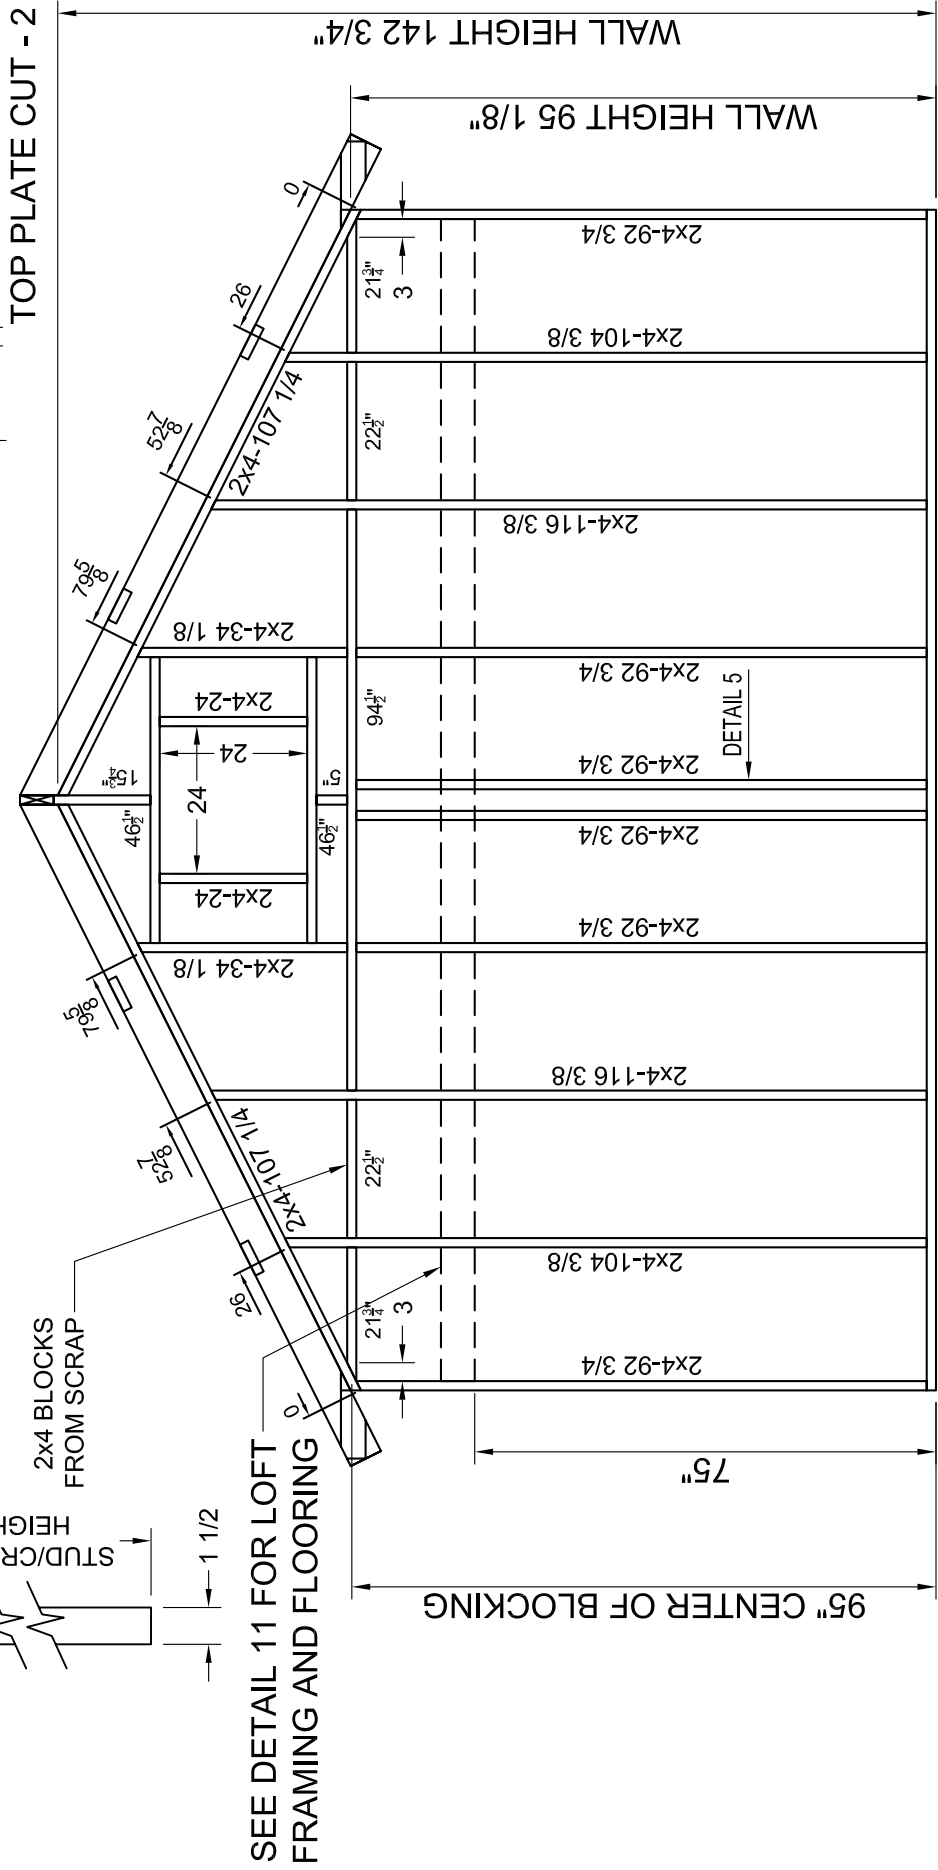 TOP PLATE CUT - 2
WALL HEIGHT 142 3/4"
WALL HEIGHT 95 1/8"
0
26
52 7/8
79 5/8
2x4-107 1/4
21 3/4"
3
2x4-92 3/4
2x4-104 3/8
22 1/2"
2x4-116 3/8
2x4-34 1/8
2x4-92 3/4
94 1/2"
DETAIL 5
2x4-24
24
24
15 3/4"
5"
46 1/2"
46 1/2"
2x4-92 3/4
2x4-92 3/4
2x4-24
2x4-34 1/8
2x4-92 3/4
79 5/8
52 7/8
26
0
2x4-107 1/4
2x4-116 3/8
22 1/2"
2x4-104 3/8
21 3/4"
3
2x4-92 3/4
2x4 BLOCKS
FROM SCRAP
STUD/CR
HEIGH
1 1/2
SEE DETAIL 11 FOR LOFT
FRAMING AND FLOORING
75"
95" CENTER OF BLOCKING